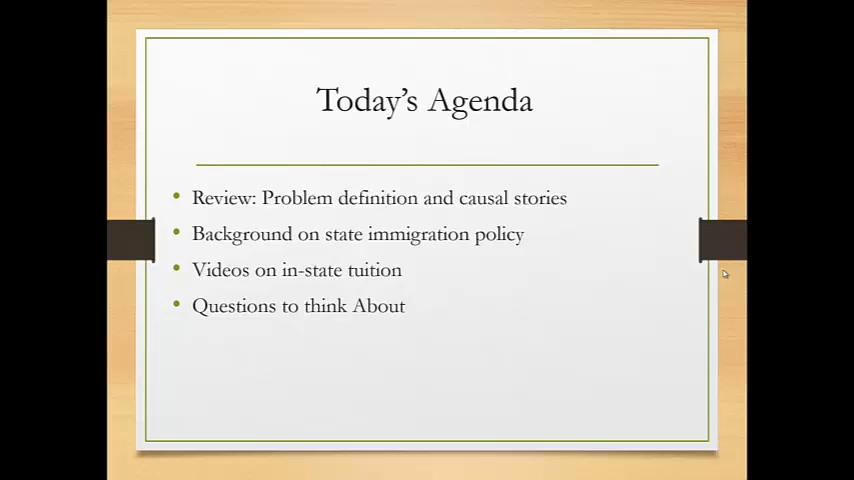 Today's Agenda
Review: Problem definition and causal stories
Background on state immigration policy
Videos on in-state tuition
Questions to think About